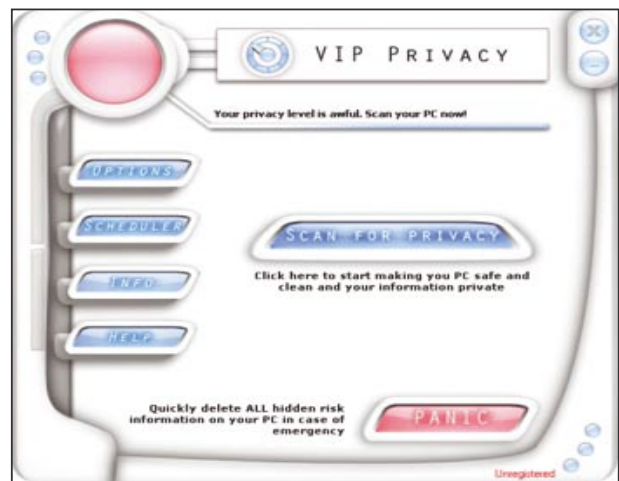 VIP PRIVACY
Your privacy level is awful. Scan your PC now!
OPTIONS
SCHEDULER
INFO
HELP
SCAN FOR PRIVACY
Click here to start making you PC safe and
clean and your information private
Quickly delete ALL hidden risk
information on your PC in case of
emergency
PANIC
Unregistered